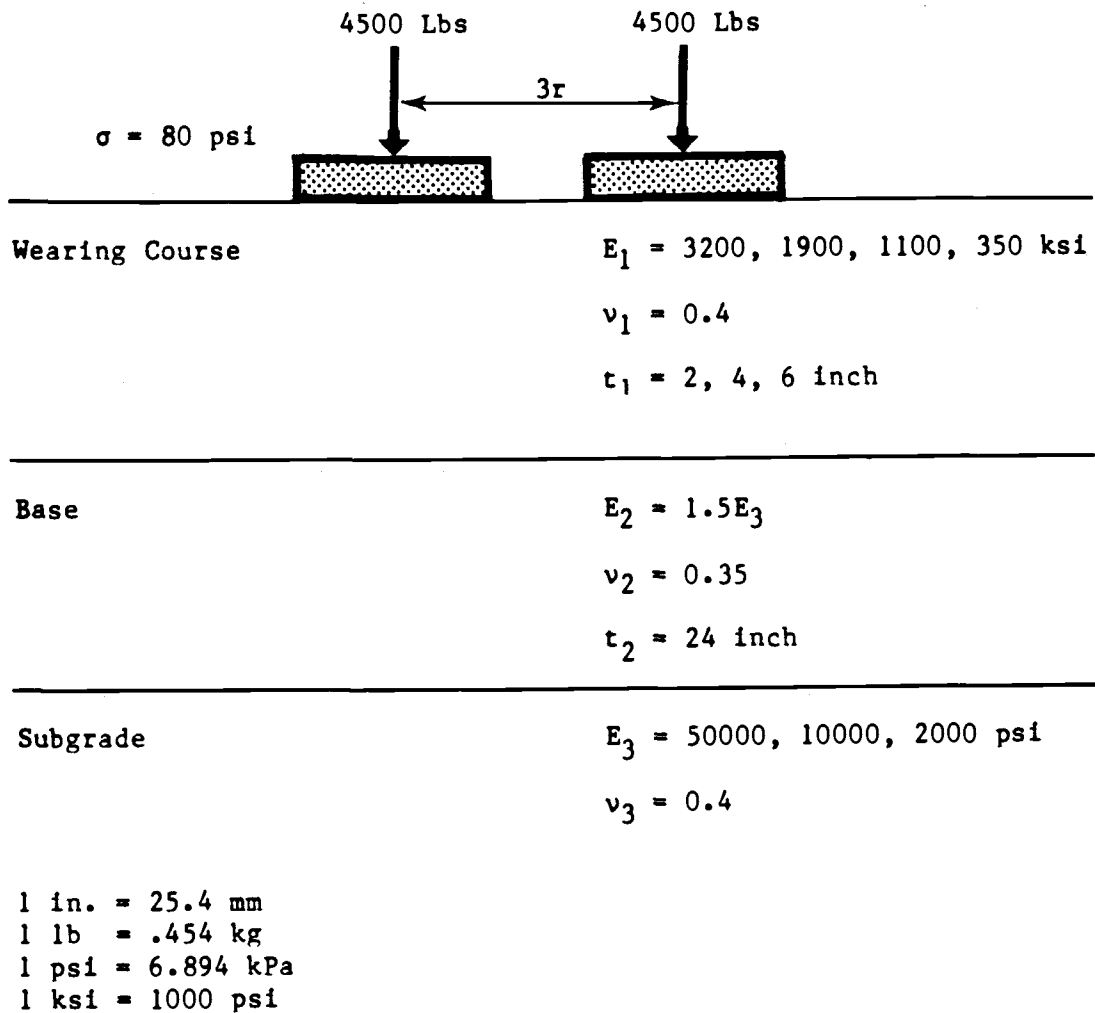 4500 Lbs 4500 Lbs
3r
σ = 80 psi
Wearing Course E1 = 3200, 1900, 1100, 350 ksi
ν1 = 0.4
t1 = 2, 4, 6 inch
Base E2 = 1.5E3
ν2 = 0.35
t2 = 24 inch
Subgrade E3 = 50000, 10000, 2000 psi
ν3 = 0.4
1 in. = 25.4 mm
1 lb = .454 kg
1 psi = 6.894 kPa
1 ksi = 1000 psi